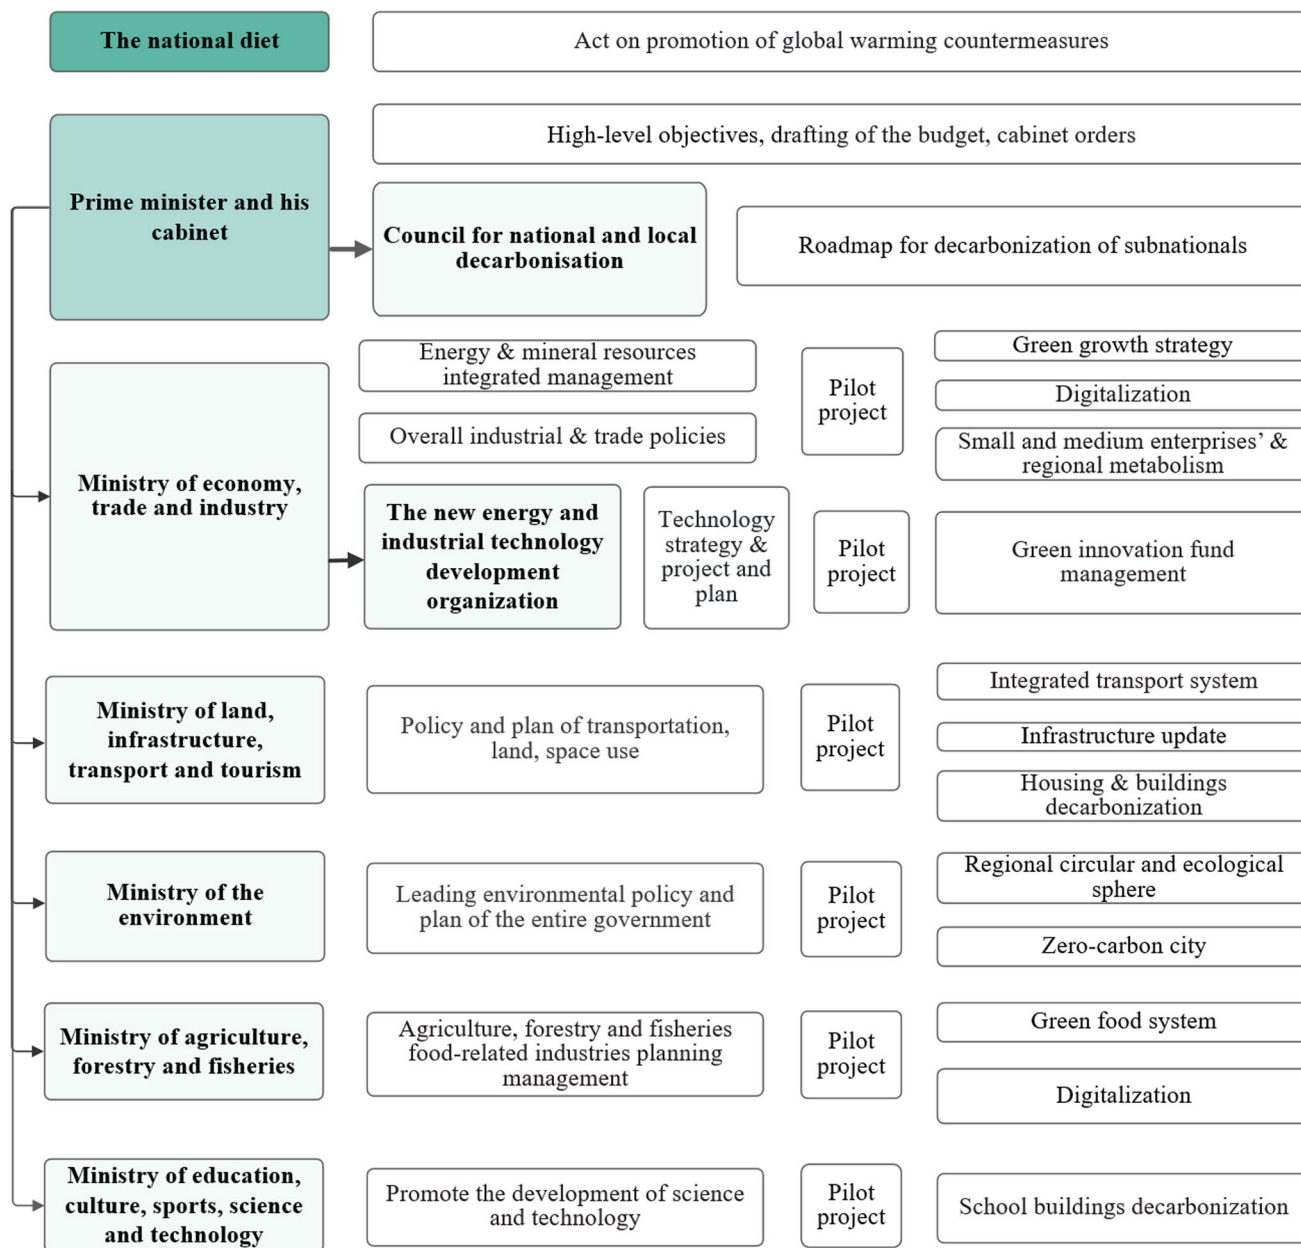 The national diet
Act on promotion of global warming countermeasures
High-level objectives, drafting of the budget, cabinet orders
Prime minister and his
cabinet
Council for national and local
decarbonisation
Roadmap for decarbonization of subnationals
Ministry of economy,
trade and industry
Energy & mineral resources
integrated management
Overall industrial & trade policies
Pilot
project
Green growth strategy
Digitalization
Small and medium enterprises’ &
regional metabolism
The new energy and
industrial technology
development
organization
Technology
strategy &
project and
plan
Pilot
project
Green innovation fund
management
Ministry of land,
infrastructure,
transport and tourism
Policy and plan of transportation,
land, space use
Pilot
project
Integrated transport system
Infrastructure update
Housing & buildings
decarbonization
Ministry of the
environment
Leading environmental policy and
plan of the entire government
Pilot
project
Regional circular and ecological
sphere
Zero-carbon city
Ministry of agriculture,
forestry and fisheries
Agriculture, forestry and fisheries
food-related industries planning
management
Pilot
project
Green food system
Digitalization
Ministry of education,
culture, sports, science
and technology
Promote the development of science
and technology
Pilot
project
School buildings decarbonization